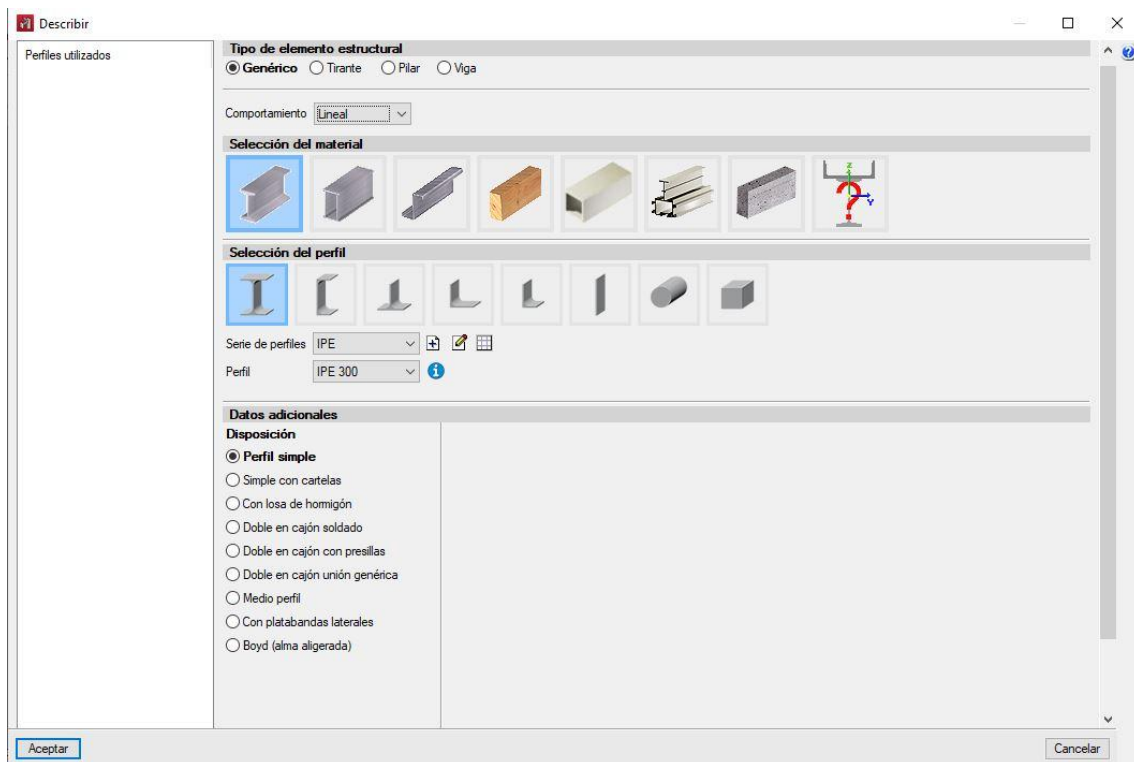 Describir
Perfiles utilizados
Tipo de elemento estructural
Genérico Tirante Pilar Viga
Comportamiento Lineal
Selección del material
Z
Y
Selección del perfil
Serie de perfiles IPE
Perfil IPE 300
Datos adicionales
Disposición
Perfil simple
Simple con cartelas
Con losa de hormigón
Doble en cajón soldado
Doble en cajón con presillas
Doble en cajón unión genérica
Medio perfil
Con platabandas laterales
Boyd (alma aligerada)
Aceptar Cancelar